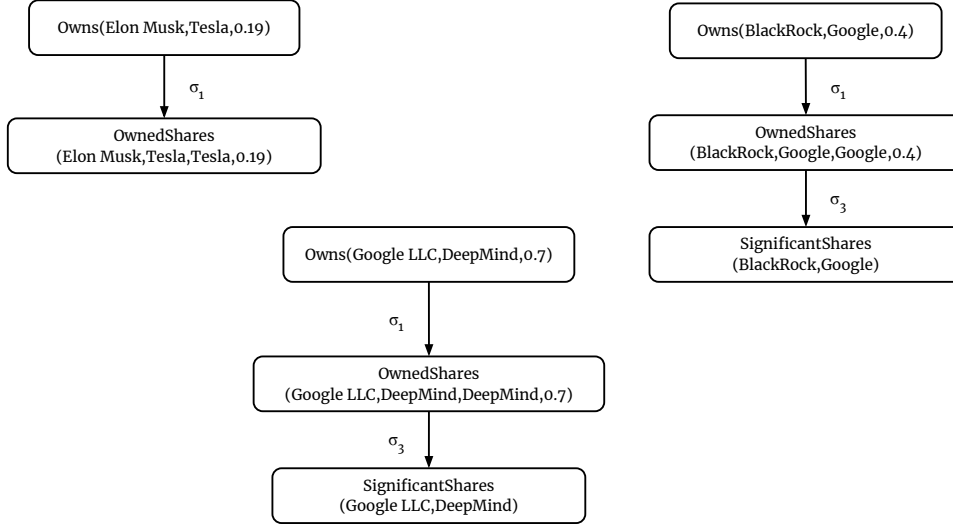 Owns(Elon Musk,Tesla,0.19)
σ1
OwnedShares
(Elon Musk,Tesla,Tesla,0.19)
Owns(BlackRock,Google,0.4)
σ1
OwnedShares
(BlackRock,Google,Google,0.4)
σ3
SignificantShares
(BlackRock,Google)
Owns(Google LLC,DeepMind,0.7)
σ1
OwnedShares
(Google LLC,DeepMind,DeepMind,0.7)
σ3
SignificantShares
(Google LLC,DeepMind)